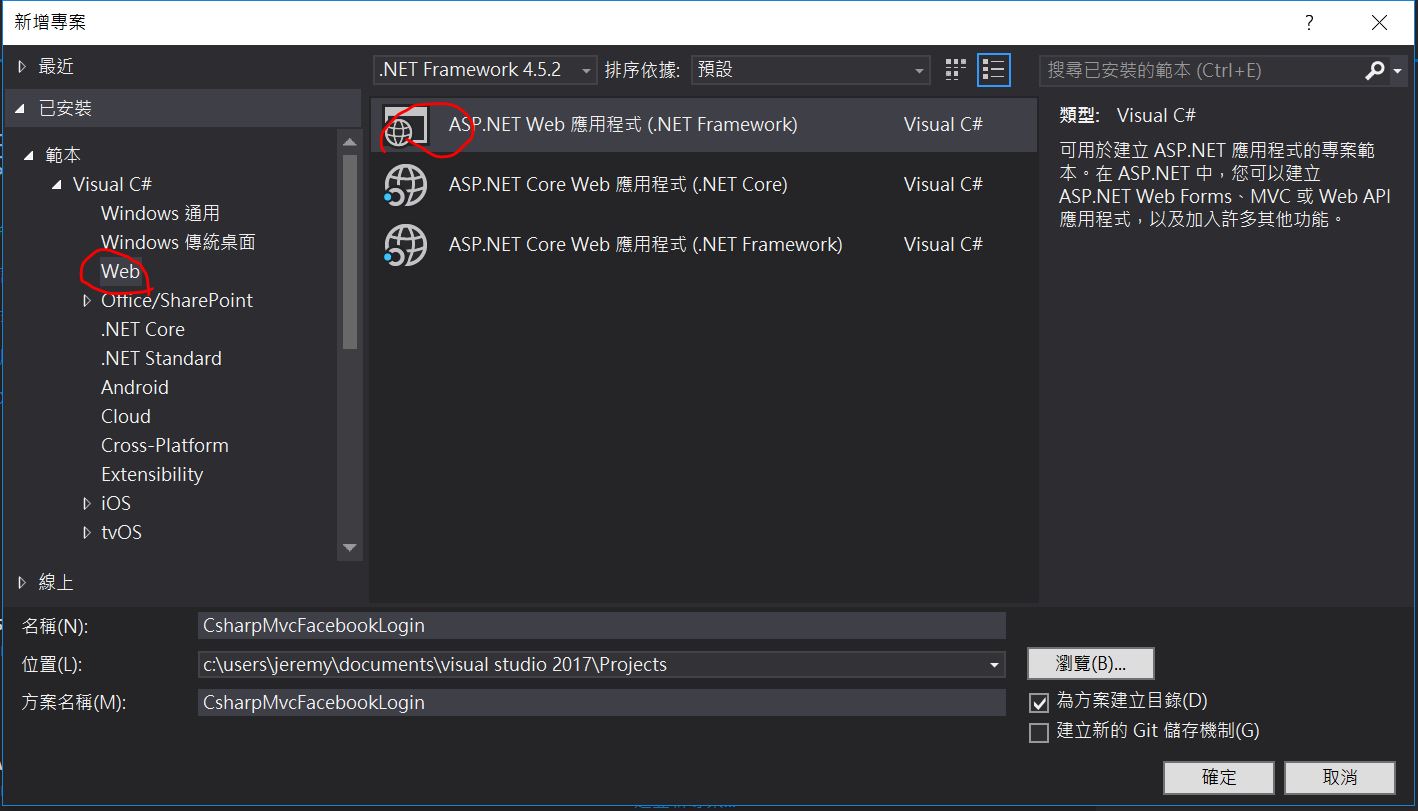 新增專案
?
最近
.NET Framework 4.5.2
排序依據:
預設
搜尋已安裝的範本 (Ctrl+E)
已安裝
範本
Visual C#
Windows 通用
Windows 傳統桌面
Web
Office/SharePoint
.NET Core
.NET Standard
Android
Cloud
Cross-Platform
Extensibility
iOS
tvOS
線上
ASP.NET Web 應用程式 (.NET Framework) Visual C#
ASP.NET Core Web 應用程式 (.NET Core) Visual C#
ASP.NET Core Web 應用程式 (.NET Framework) Visual C#
類型: Visual C#
可用於建立 ASP.NET 應用程式的專案範
本。在 ASP.NET 中，您可以建立
ASP.NET Web Forms、MVC 或 Web API
應用程式，以及加入許多其他功能。
名稱(N): CsharpMvcFacebookLogin
位置(L): c:\users\jeremy\documents\visual studio 2017\Projects
瀏覽(B)...
方案名稱(M): CsharpMvcFacebookLogin
為方案建立目錄(D)
建立新的 Git 儲存機制(G)
確定
取消